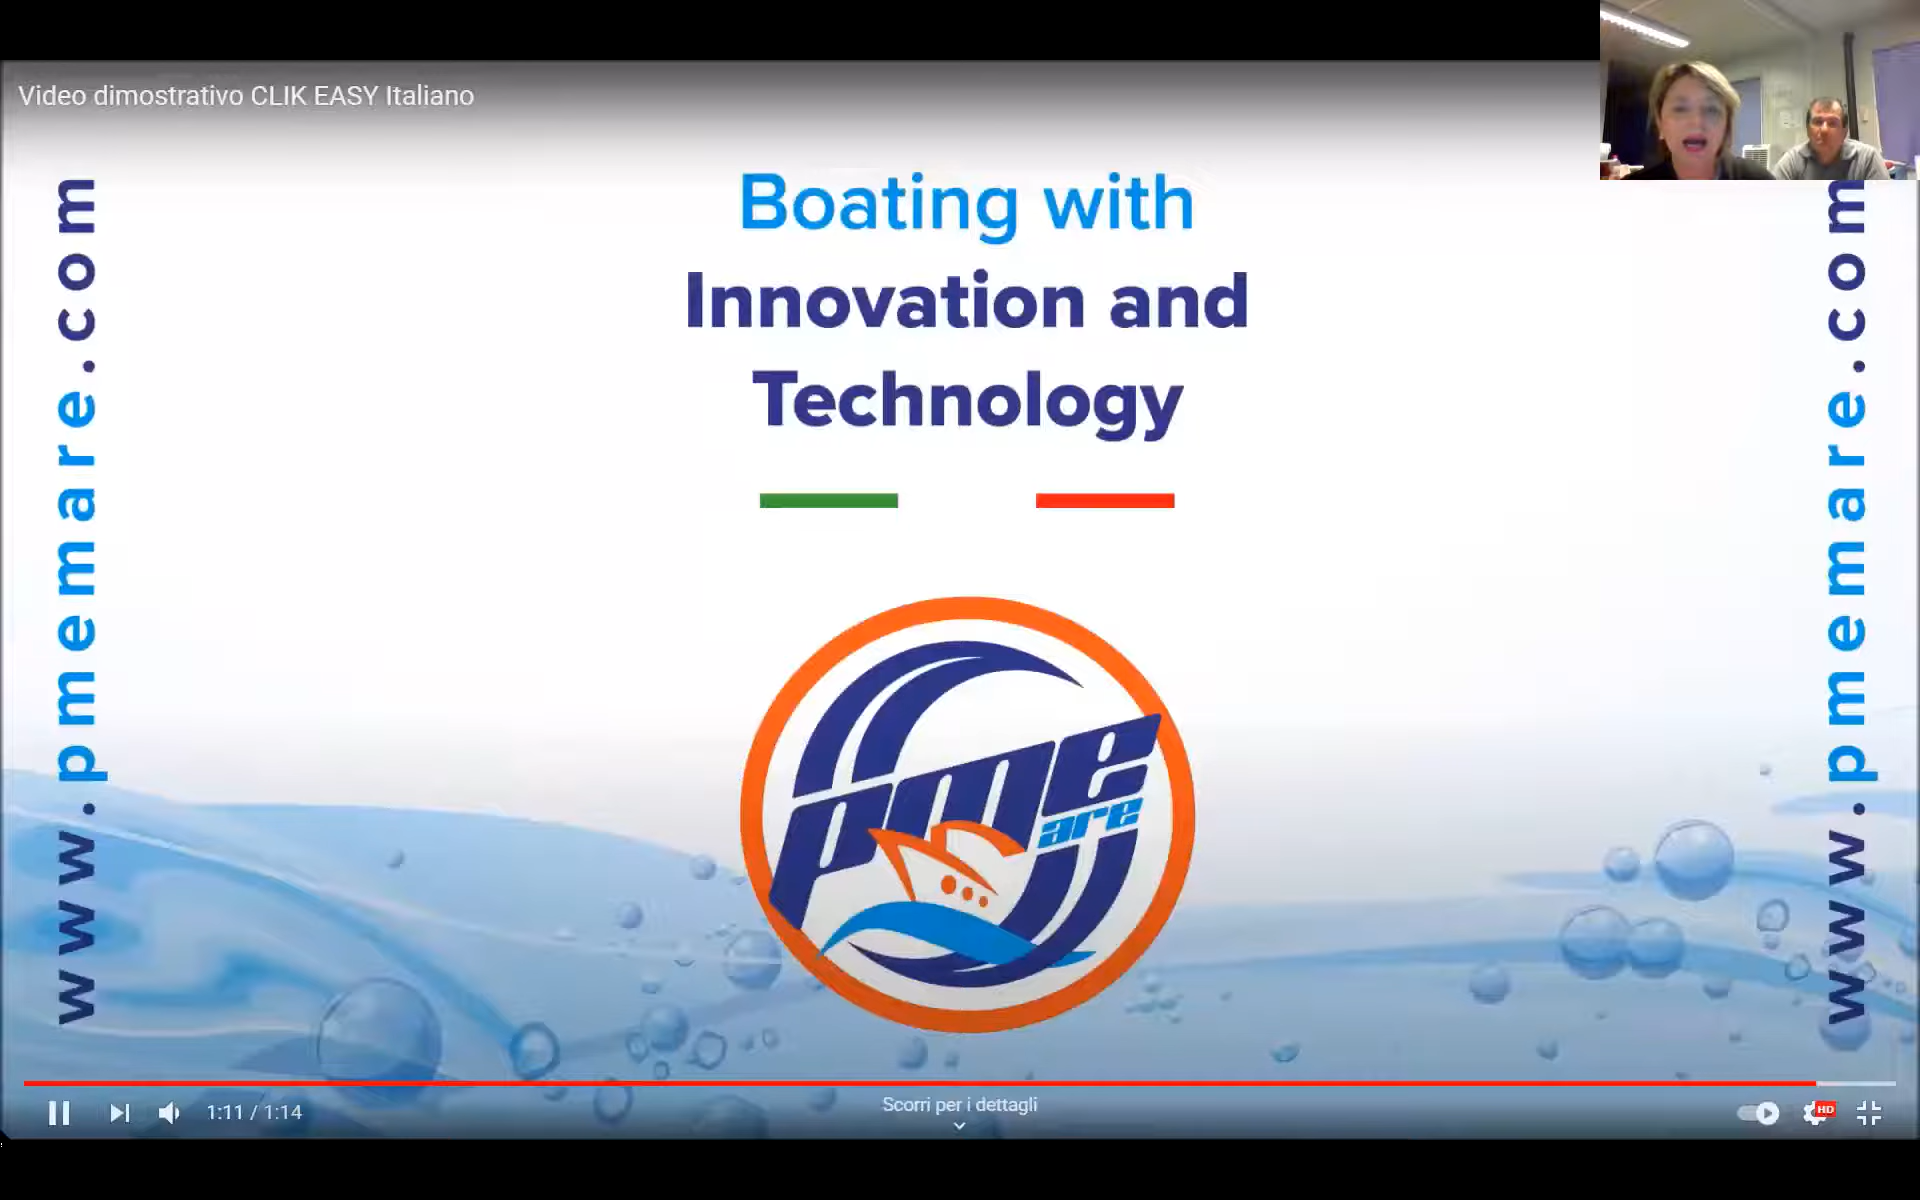 Video dimostrativo CLIK EASY Italiano
Boating with
Innovation and
Technology
www.pmemare.com
www.pmemare.com
pme
are
1:11 / 1:14
Scorri per i dettagli
HD